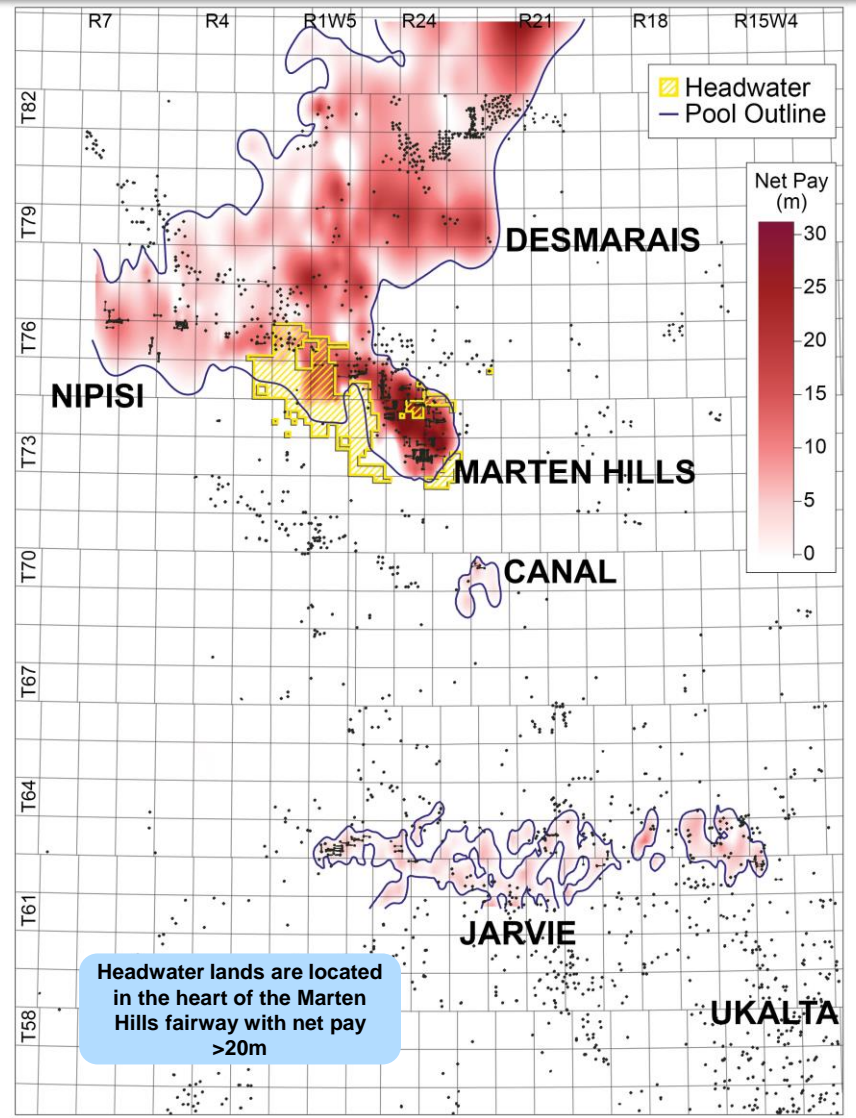 R7 R4 R1W5 R24 R21 R18 R15W4
Headwater
Pool Outline
T82
Net Pay
(m)
30
25
20
15
10
5
0
T79
DESMARAIS
T76
NIPISI
T73
MARTEN HILLS
T70
CANAL
T67
T64
T61
JARVIE
Headwater lands are located
in the heart of the Marten
Hills fairway with net pay
>20m
T58
UKALTA